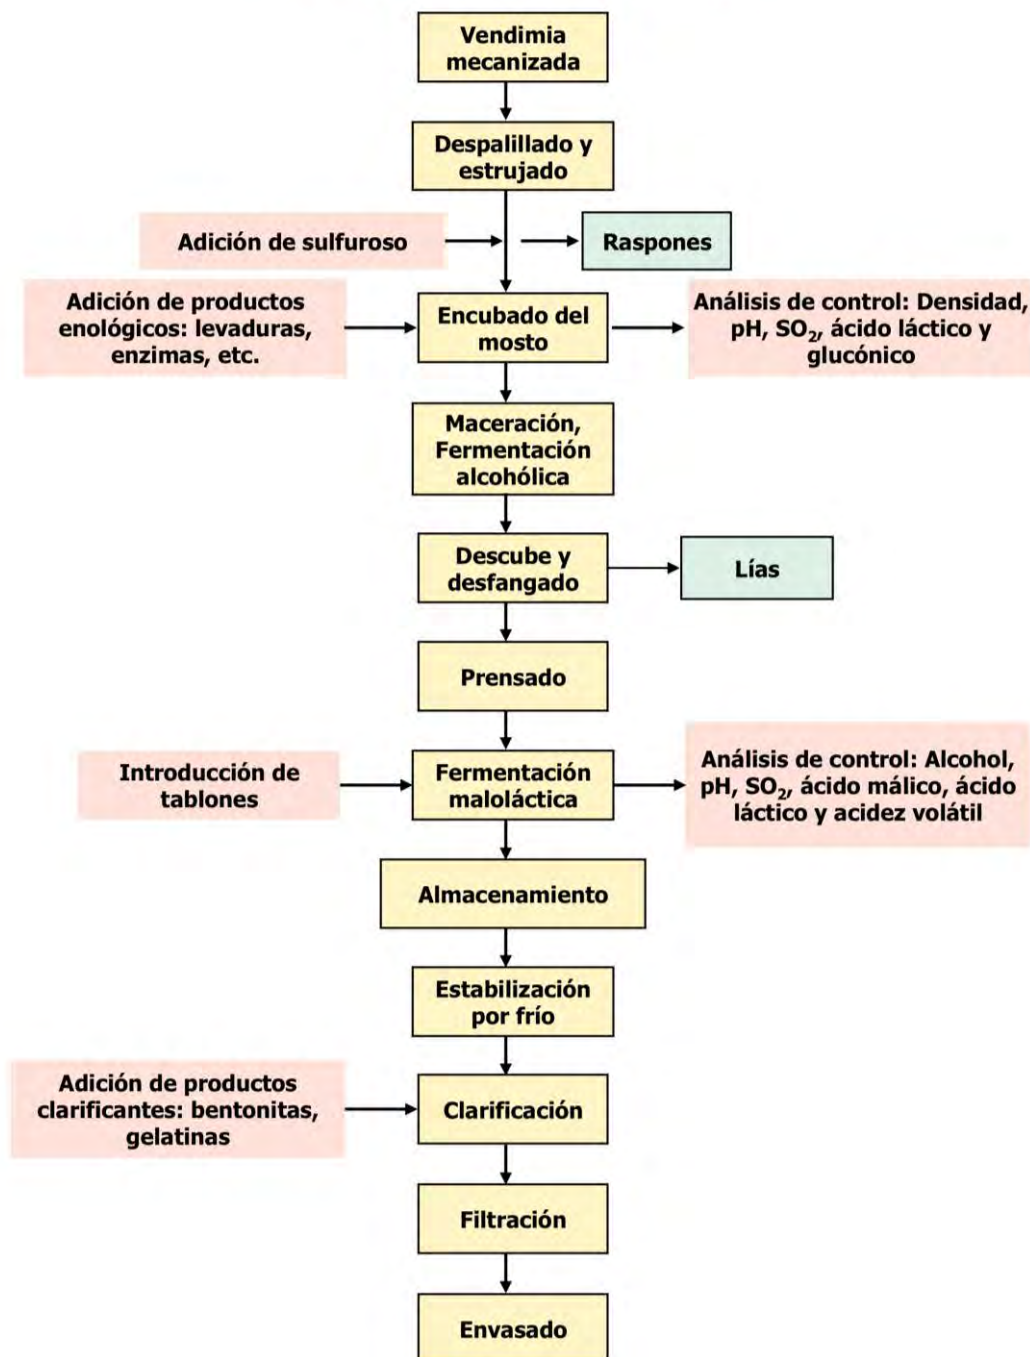 Vendimia
mecanizada
Despalillado y
estrujado
Adición de sulfuroso
Raspones
Adición de productos
enológicos: levaduras,
enzimas, etc.
Encubado del
mosto
Análisis de control: Densidad,
pH, SO₂, ácido láctico y
glucónico
Maceración,
Fermentación
alcohólica
Descube y
desfangado
Lías
Prensado
Introducción de
tablones
Fermentación
maloláctica
Análisis de control: Alcohol,
pH, SO₂, ácido málico, ácido
láctico y acidez volátil
Almacenamiento
Estabilización
por frío
Adición de productos
clarificantes: bentonitas,
gelatinas
Clarificación
Filtración
Envasado